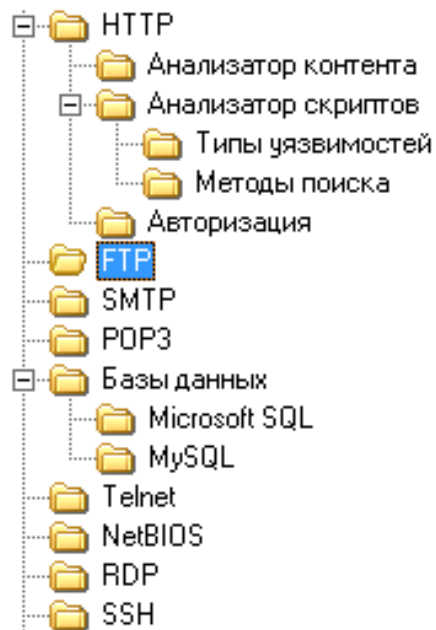 HTTP
Анализатор контента
Анализатор скриптов
Типы уязвимостей
Методы поиска
Авторизация
FTP
SMTP
POP3
Базы данных
Microsoft SQL
MySQL
Telnet
NetBIOS
RDP
SSH